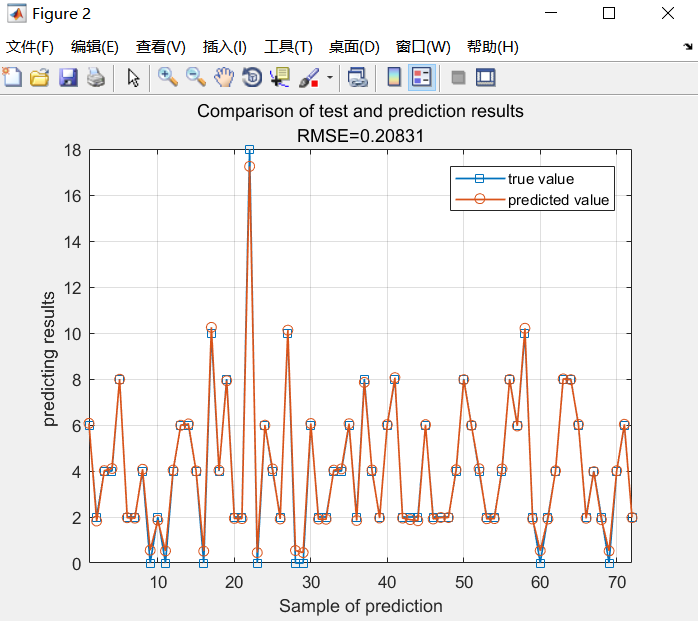 Figure 2
文件(F) 编辑(E) 查看(V) 插入(I) 工具(T) 桌面(D) 窗口(W) 帮助(H)
Comparison of test and prediction results
RMSE=0.20831
18
16
14
12
10
8
6
4
2
0
predicting results
true value
predicted value
10 20 30 40 50 60 70
Sample of prediction